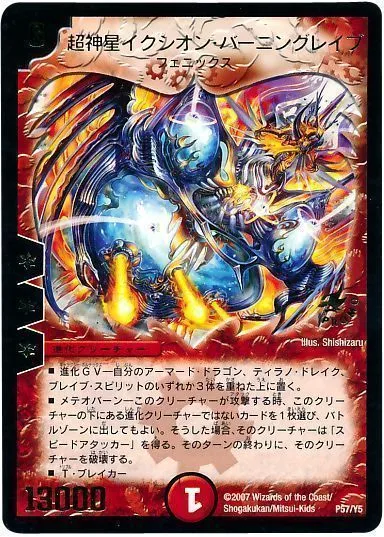 超神星イクシオン・バーニングレイブ
フェニックス
Illus. Shishizaru
進化クリーチャー
■ 進化GV―自分のアーマード・ドラゴン、ティラノ・ドレイク、
ブレイブ・スピリットのいずれか3体を重ねた上に置く。
■ メテオバーン―このクリーチャーが攻撃する時、このクリー
チャーの下にある進化クリーチャーではないカードを1枚選び、バト
ルゾーンに出してもよい。そうした場合、そのクリーチャーは「ス
ピードアタッカー」を得る。そのターンの終わりに、そのクリー
チャーを破壊する。
■ T・ブレイカー
13000
1
©2007 Wizards of the Coast/
Shogakukan/Mitsui-Kids
P57/Y5